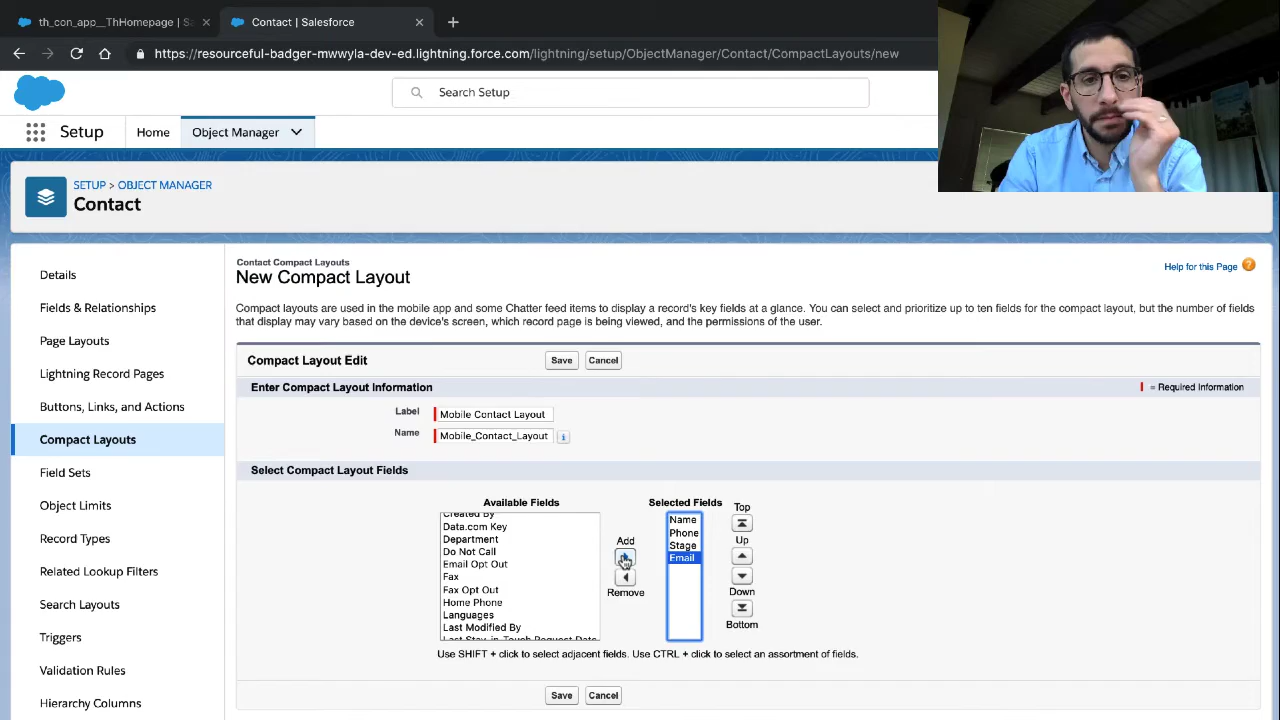 th_con_app__ThHomepage | Sa
Contact | Salesforce
https://resourceful-badger-mwwyla-dev-ed.lightning.force.com/lightning/setup/ObjectManager/Contact/CompactLayouts/new
Search Setup
Setup
Home
Object Manager
SETUP > OBJECT MANAGER
Contact
Details
Fields & Relationships
Page Layouts
Lightning Record Pages
Buttons, Links, and Actions
Compact Layouts
Field Sets
Object Limits
Record Types
Related Lookup Filters
Search Layouts
Triggers
Validation Rules
Hierarchy Columns
Contact Compact Layouts
New Compact Layout
Help for this Page
Compact layouts are used in the mobile app and some Chatter feed items to display a record's key fields at a glance. You can select and prioritize up to ten fields for the compact layout, but the number of fields
that display may vary based on the device's screen, which record page is being viewed, and the permissions of the user.
Compact Layout Edit
Save
Cancel
Enter Compact Layout Information
= Required Information
Label
Mobile Contact Layout
Name
Mobile_Contact_Layout
Select Compact Layout Fields
Available Fields
Created By
Data.com Key
Department
Do Not Call
Email Opt Out
Fax
Fax Opt Out
Home Phone
Languages
Last Modified By
Last Stay-in-Touch Request Date
Add
Remove
Selected Fields
Name
Phone
Stage
Email
Top
Up
Down
Bottom
Use SHIFT + click to select adjacent fields. Use CTRL + click to select an assortment of fields.
Save
Cancel